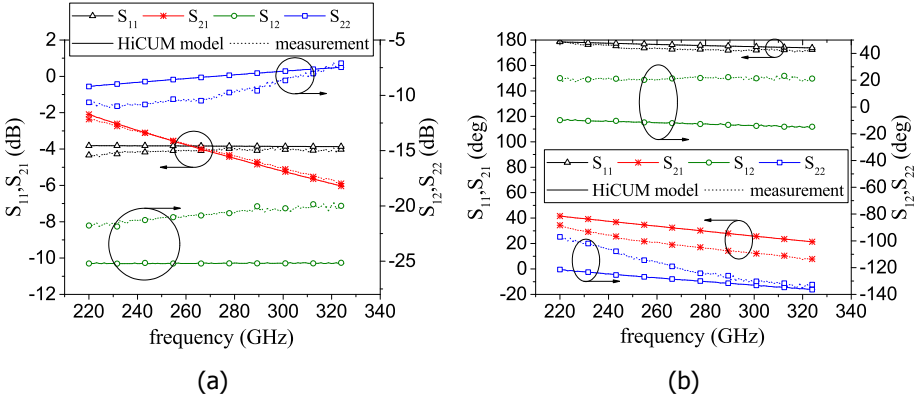 (a)
S11 S21 S12 S22
HiCUM model measurement
2
0
-2
-4
-6
-8
-10
-12
S11,S21 (dB)
-5
-10
-15
-20
-25
S12,S22 (dB)
220 240 260 280 300 320 340
frequency (GHz)
(a)
(b)
180
160
140
120
100
80
60
40
20
0
-20
S11,S21 (deg)
40
20
0
-20
-40
-60
-80
-100
-120
-140
S12,S22 (deg)
S11 S21 S12 S22
HiCUM model measurement
220 240 260 280 300 320 340
frequency (GHz)
(b)